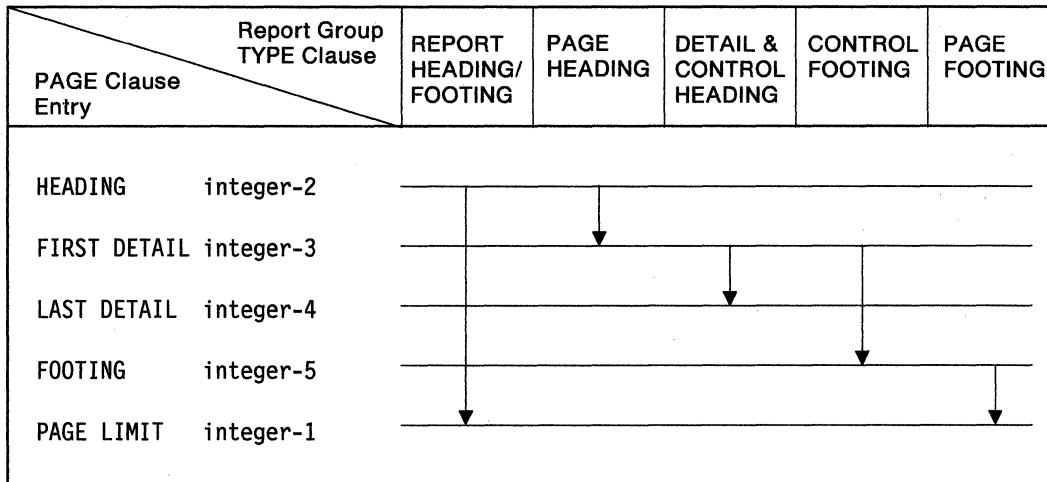 Report Group
TYPE Clause
PAGE Clause
Entry
REPORT
HEADING/
FOOTING
PAGE
HEADING
DETAIL &
CONTROL
HEADING
CONTROL
FOOTING
PAGE
FOOTING
HEADING integer-2
FIRST DETAIL integer-3
LAST DETAIL integer-4
FOOTING integer-5
PAGE LIMIT integer-1